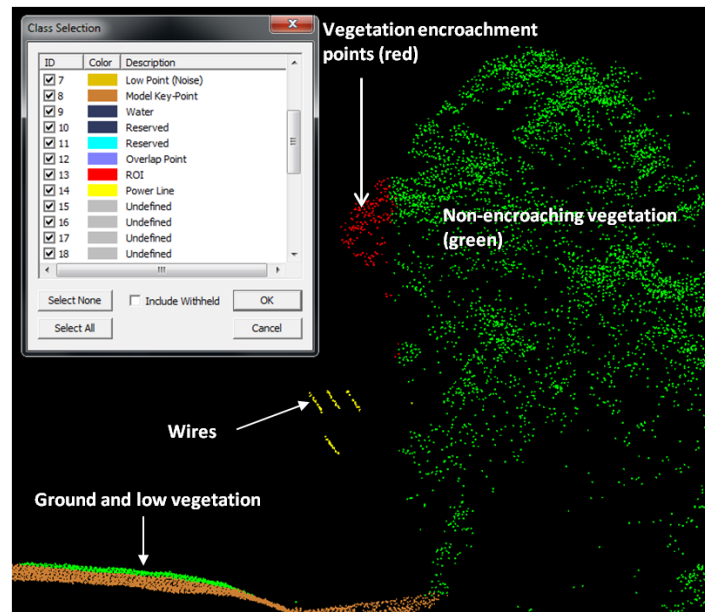 Class Selection
ID Color Description
7 Low Point (Noise)
8 Model Key-Point
9 Water
10 Reserved
11 Reserved
12 Overlap Point
13 ROI
14 Power Line
15 Undefined
16 Undefined
17 Undefined
18 Undefined
Select None Include Withheld OK
Select All Cancel
Vegetation encroachment
points (red)
Non-encroaching vegetation
(green)
Wires
Ground and low vegetation